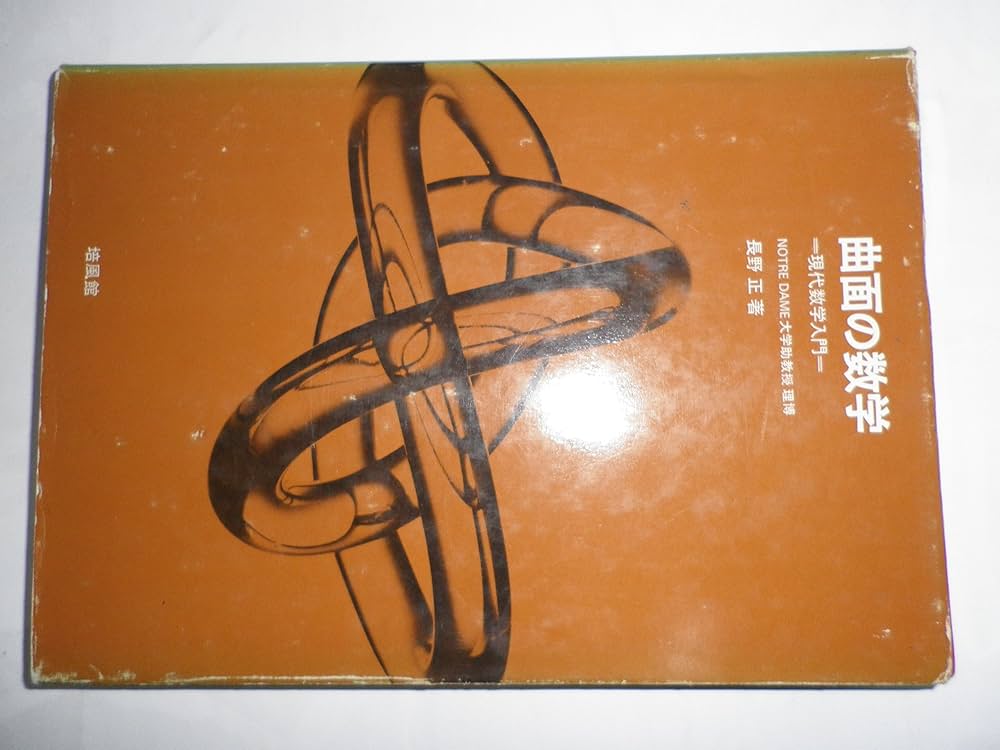 曲面の数学
=現代数学入門=
NOTRE DAME大学助教授 理博
長野 正 著
培風館